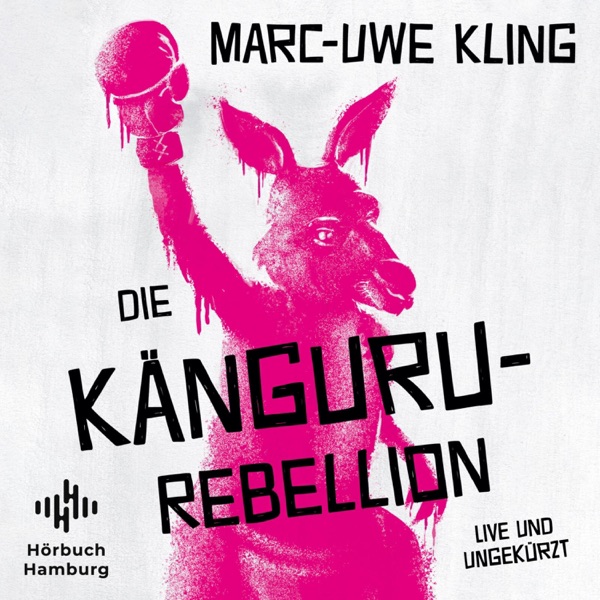 MARC-UWE KLING
DIE
KÄNGURU-
REBELLION
LIVE UND
UNGEKÜRZT
Hörbuch
Hamburg